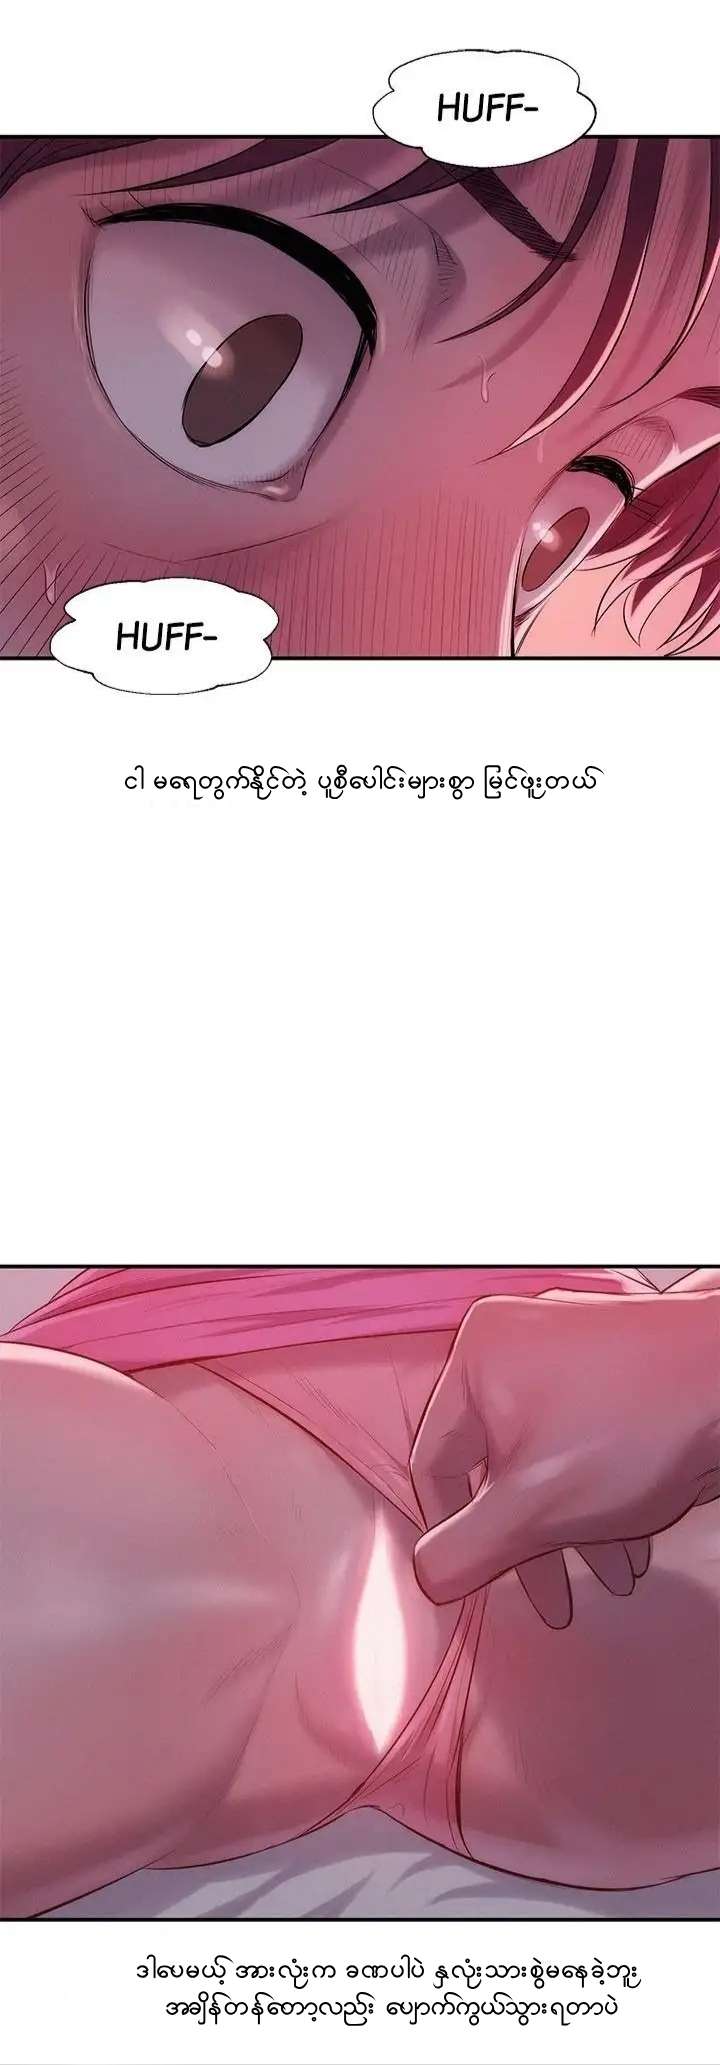 HUFF-
HUFF-
ငါ မရေတွက်နိုင်တဲ့ ပူစီပေါင်းများစွာ မြင်ဖူးတယ်
ဒါပေမယ့် အားလုံးက ခဏပါပဲ နှလုံးသားစွဲမနေခဲ့ဘူး
အချိန်တန်တော့လည်း ပျောက်ကွယ်သွားရတာပဲ